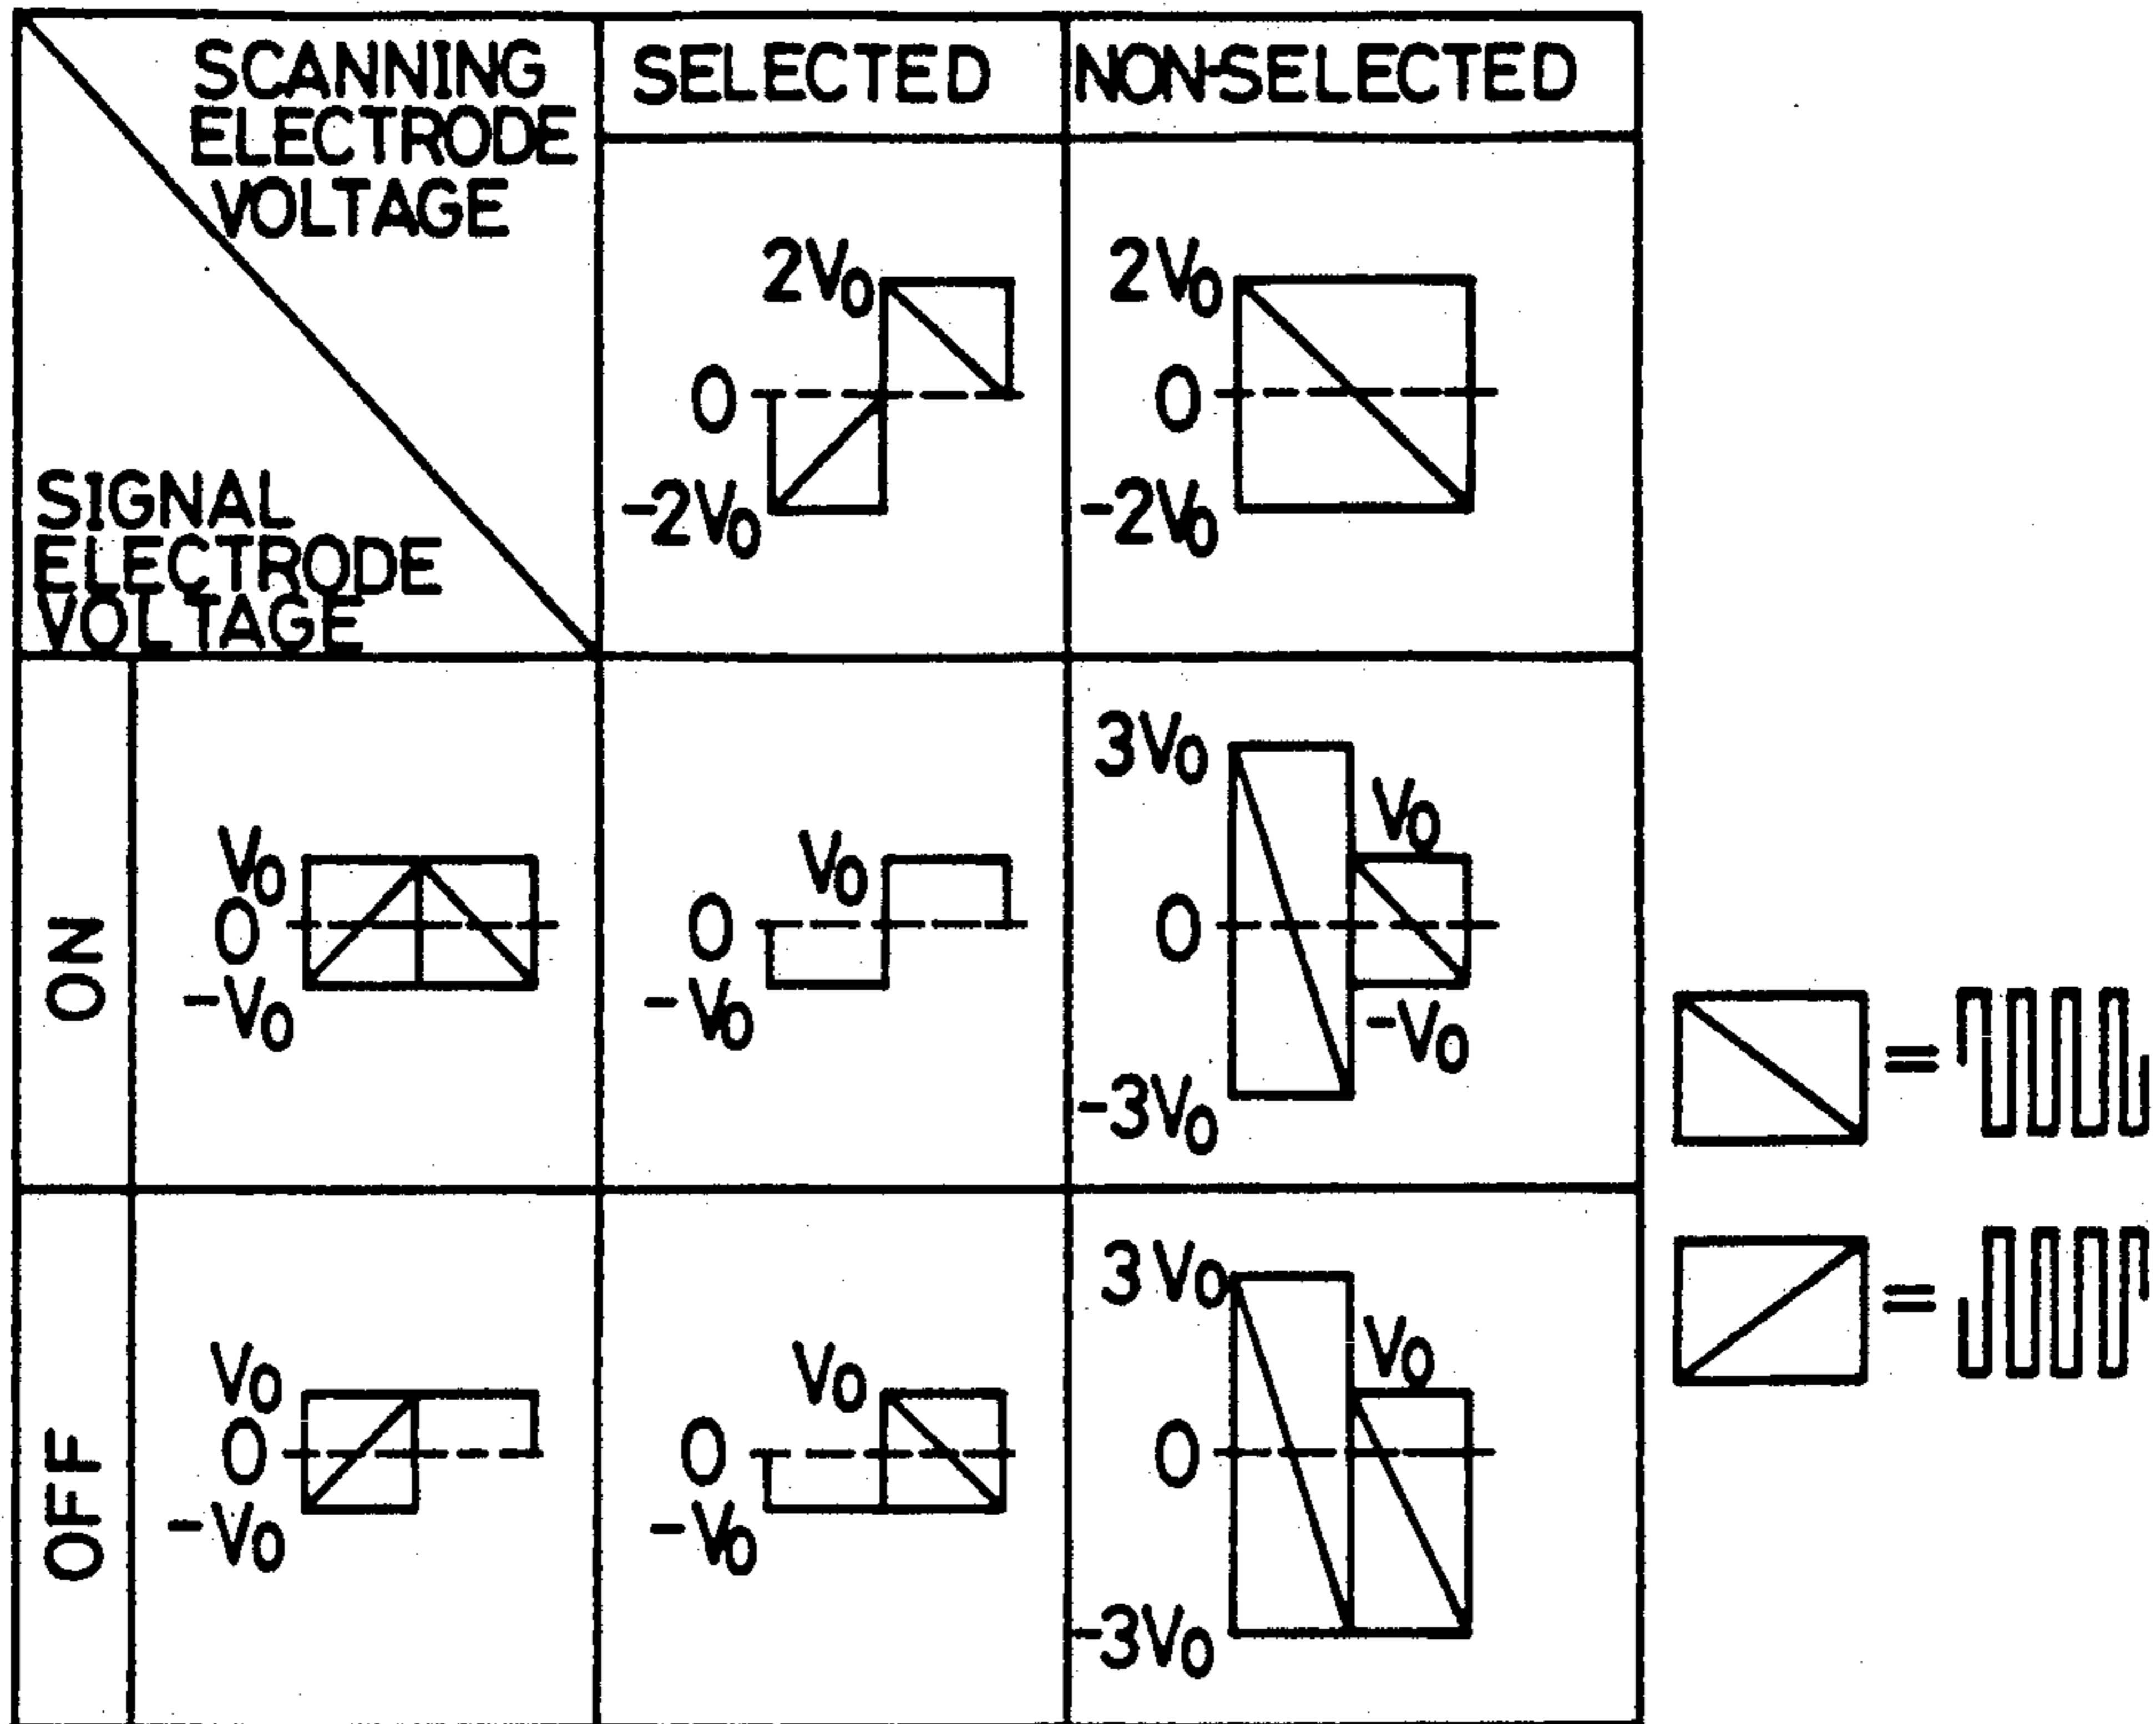 SCANNING
ELECTRODE
VOLTAGE
SIGNAL
ELECTRODE
VOLTAGE
SELECTED
NON-SELECTED
2V0
0
-2V0
2V0
0
-2V0
ON
V0
0
-V0
V0
0
-V0
3V0
V0
0
-V0
-3V0
=
OFF
V0
0
-V0
V0
0
-V0
3V0
V0
0
-3V0
=